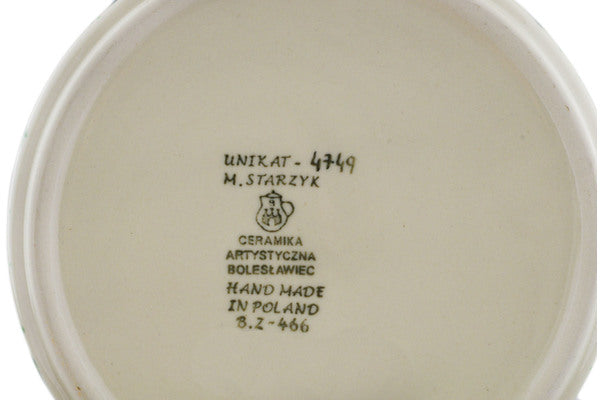 UNIKAT - 4749
M. STARZYK
CERAMIKA
ARTYSTYCZNA
BOLESŁAWIEC
HAND MADE
IN POLAND
B.Z-466